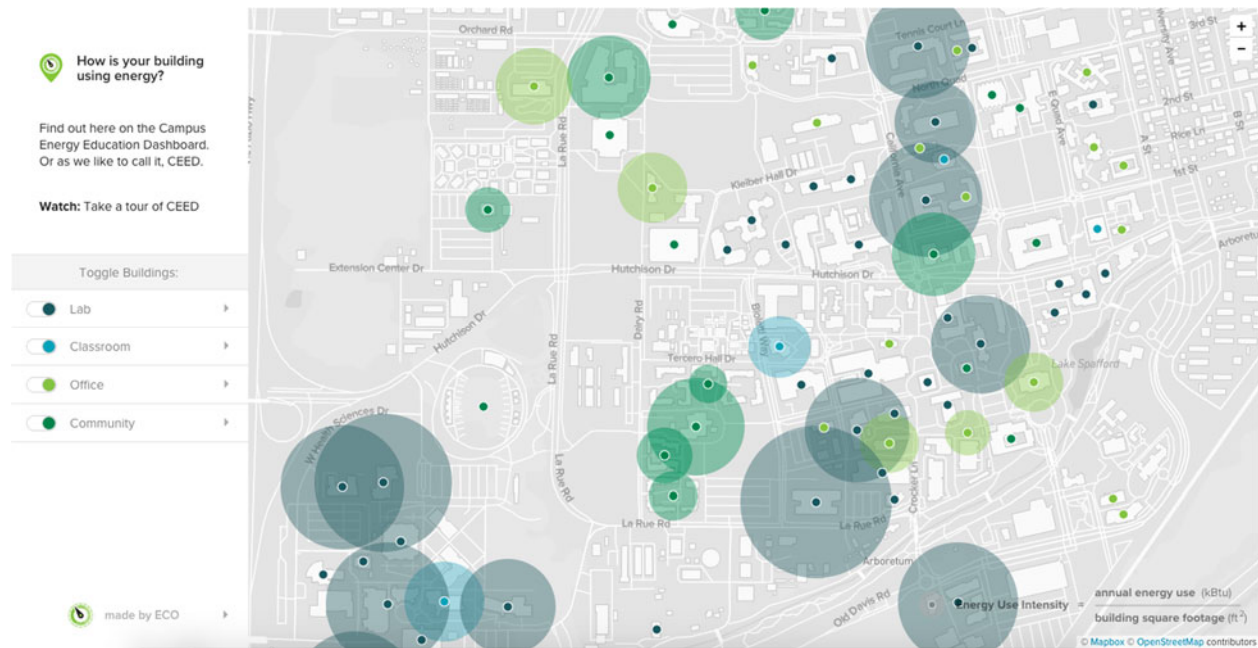 How is your building
using energy?
Find out here on the Campus
Energy Education Dashboard.
Or as we like to call it, CEED.
Watch: Take a tour of CEED
Toggle Buildings:
Lab
Classroom
Office
Community
made by ECO
Orchard Rd
Tennis Court Ln
3rd St
+
−
North Quad
2nd St
E Quad Ave
A St
B St
Rice Ln
1st St
La Rue Rd
California Ave
Kleiber Hall Dr
Extension Center Dr
Hutchison Dr
Hutchison Dr
Arboretum
Hutchison Dr
Dairy Rd
Bioletti Way
La Rue Rd
Tercero Hall Dr
Lake Spafford
W Health Sciences Dr
La Rue Rd
Crocker Ln
La Rue Rd
La Rue Rd
Arboretum
Old Davis Rd
Energy Use Intensity = annual energy use (kBtu)
building square footage (ft²)
© Mapbox © OpenStreetMap contributors